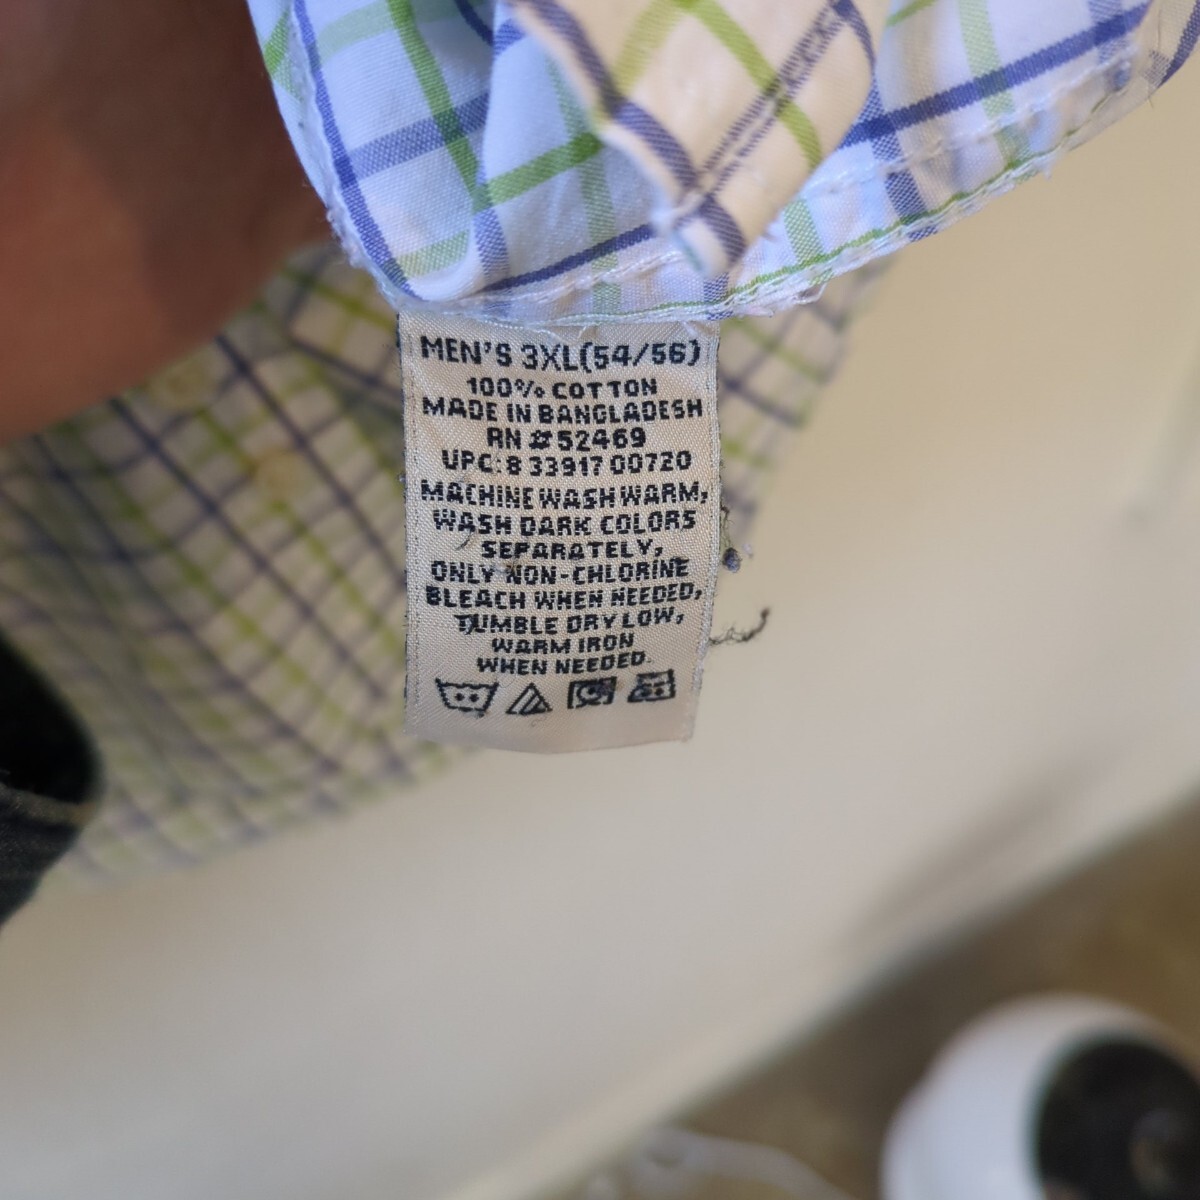 MEN'S 3XL(54/56)
100% COTTON
MADE IN BANGLADESH
RN #52469
UPC: 8 33917 00720
MACHINE WASH WARM,
WASH DARK COLORS
SEPARATELY,
ONLY NON-CHLORINE
BLEACH WHEN NEEDED,
TUMBLE DRY LOW,
WARM IRON
WHEN NEEDED.